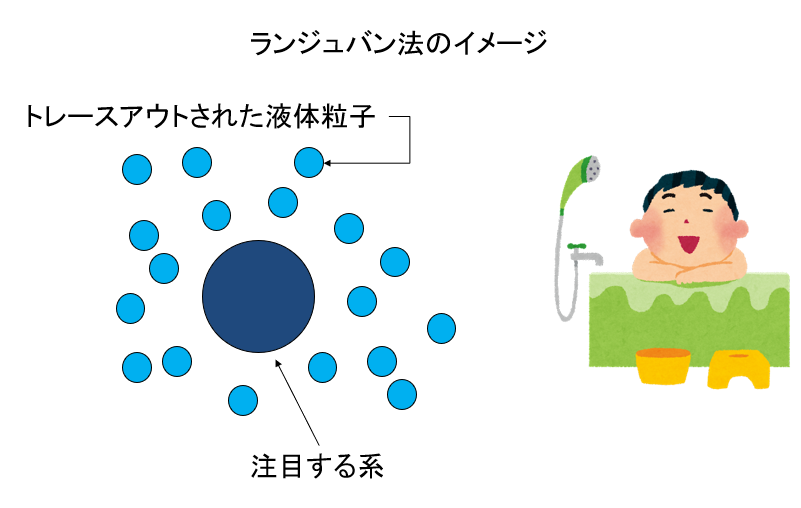 ランジュバン法のイメージ
トレースアウトされた液体粒子
注目する系